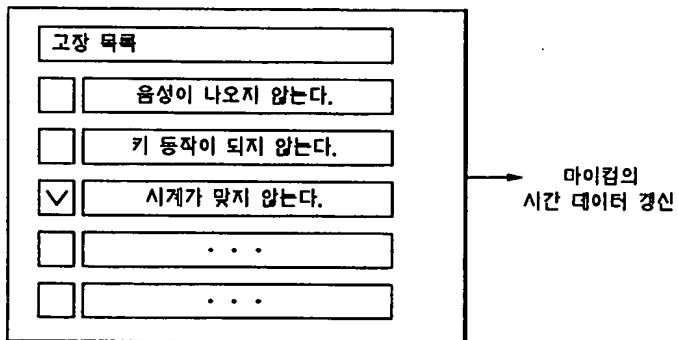 고장 목록
음성이 나오지 않는다.
키 동작이 되지 않는다.
시계가 맞지 않는다.
마이컴의
시간 데이터 갱신
. . .
. . .